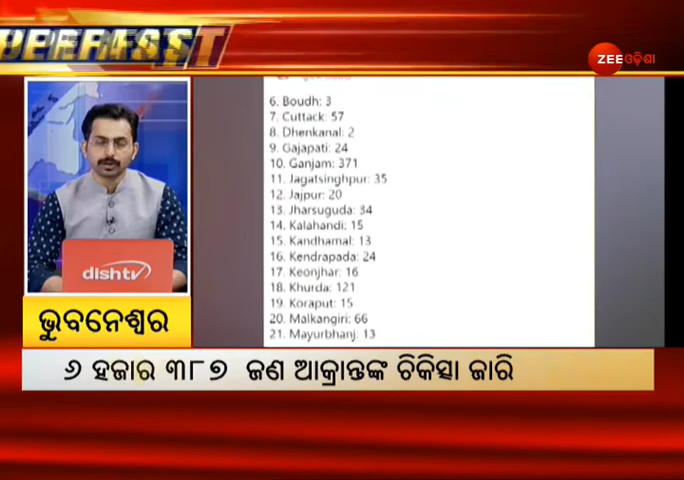 ZEE ଓଡ଼ିଶା
6. Boudh: 3
7. Cuttack: 57
8. Dhenkanal: 2
9. Gajapati: 24
10. Ganjam: 371
11. Jagatsinghpur: 35
12. Jajpur: 20
13. Jharsuguda: 34
14. Kalahandi: 15
15. Kandhamal: 13
16. Kendrapada: 24
17. Keonjhar: 16
18. Khurda: 121
19. Koraput: 15
20. Malkangiri: 66
21. Mayurbhanj: 13
dishtv
ଭୁବନେଶ୍ୱର
୬ ହଜାର ୩୮୭ ଜଣ ଆକ୍ରାନ୍ତଙ୍କ ଚିକିତ୍ସା ଜାରି